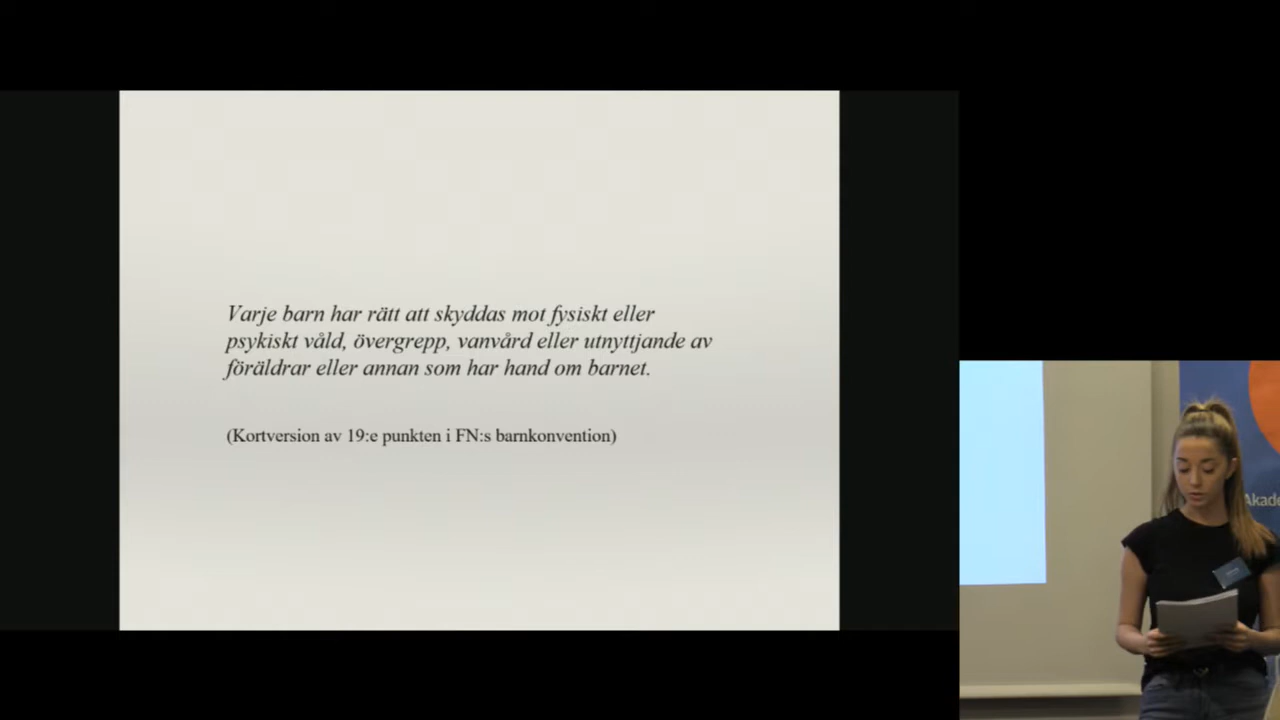 Varje barn har rätt att skyddas mot fysiskt eller
psykiskt våld, övergrepp, vanvård eller utnyttjande av
föräldrar eller annan som har hand om barnet.
(Kortversion av 19:e punkten i FN:s barnkonvention)